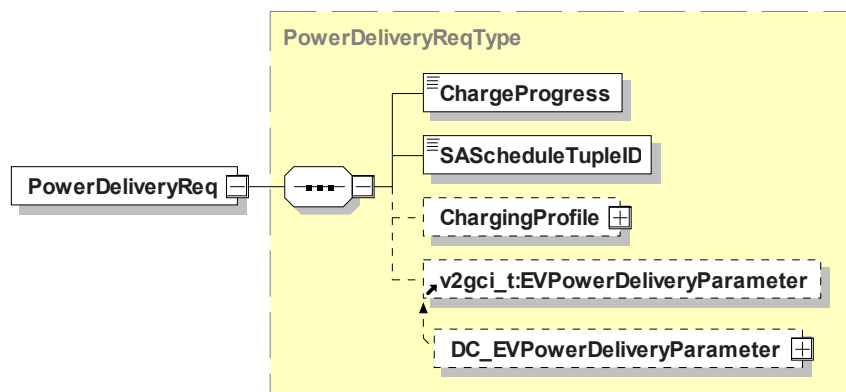 PowerDeliveryReqType
ChargeProgress
SAScheduleTupleID
PowerDeliveryReq
ChargingProfile
v2gci_t:EVPowerDeliveryParameter
DC_EVPowerDeliveryParameter